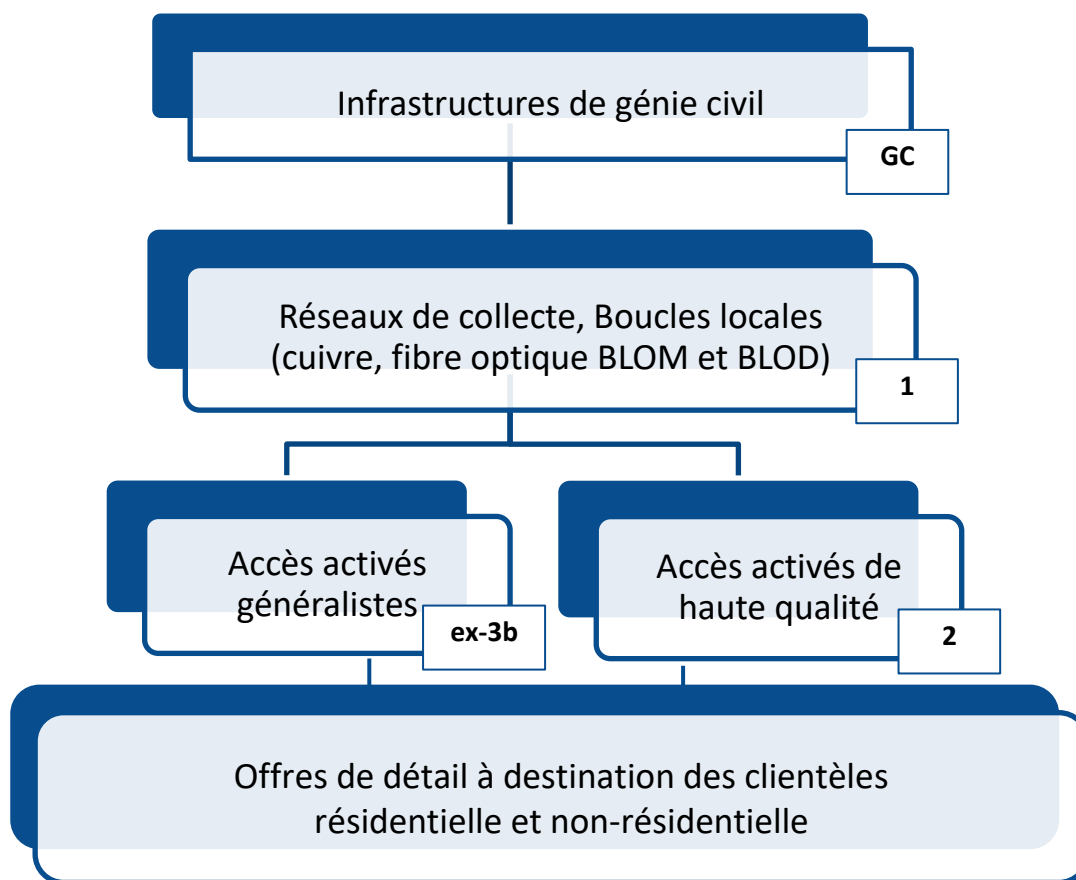 Infrastructures de génie civil
GC
Réseaux de collecte, Boucles locales
(cuivre, fibre optique BLOM et BLOD)
1
Accès activés
généralistes
ex-3b
Accès activés de
haute qualité
2
Offres de détail à destination des clientèles
résidentielle et non-résidentielle